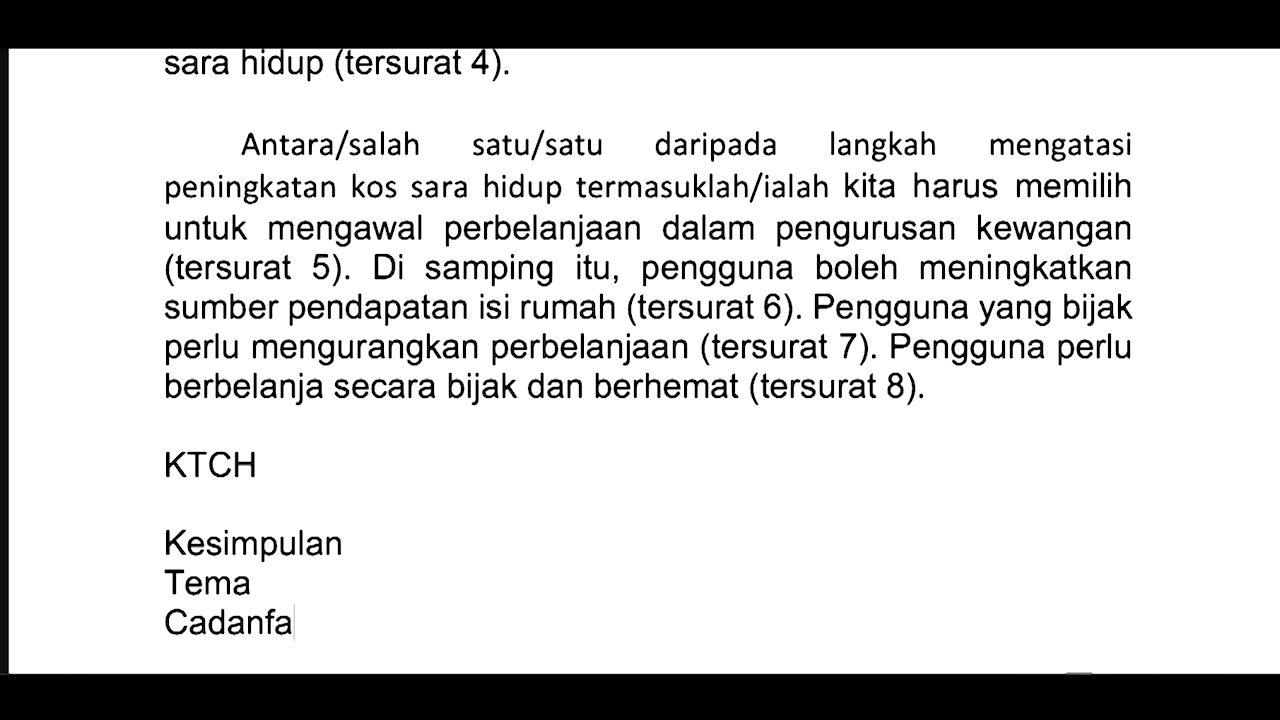 sara hidup (tersurat 4).
Antara/salah satu/satu daripada langkah mengatasi
peningkatan kos sara hidup termasuklah/ialah kita harus memilih
untuk mengawal perbelanjaan dalam pengurusan kewangan
(tersurat 5). Di samping itu, pengguna boleh meningkatkan
sumber pendapatan isi rumah (tersurat 6). Pengguna yang bijak
perlu mengurangkan perbelanjaan (tersurat 7). Pengguna perlu
berbelanja secara bijak dan berhemat (tersurat 8).
KTCH
Kesimpulan
Tema
Cadanfa